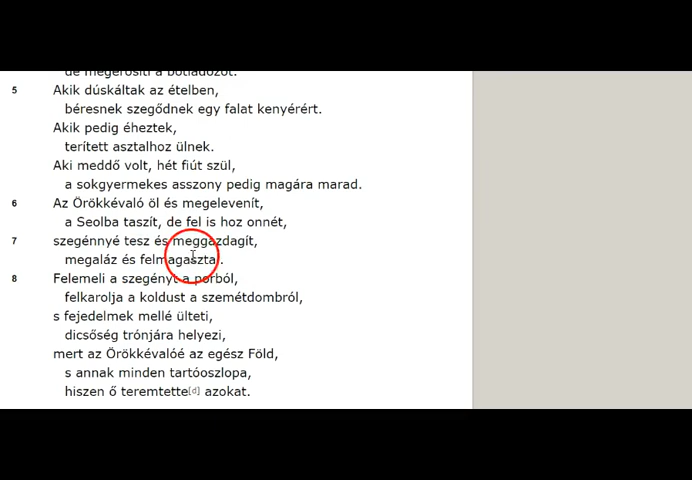 de megerősíti a botladozót.
5 Akik dúskáltak az ételben,
béresnek szegődnek egy falat kenyérért.
Akik pedig éheztek,
terített asztalhoz ülnek.
Aki meddő volt, hét fiút szül,
a sokgyermekes asszony pedig magára marad.
6 Az Örökkévaló öl és megelevenít,
a Seolba taszít, de fel is hoz onnét,
7 szegénnyé tesz és meggazdagít,
megaláz és felmagasztal.
8 Felemeli a szegényt a porból,
felkarolja a koldust a szemétdombról,
s fejedelmek mellé ülteti,
dicsőség trónjára helyezi,
mert az Örökkévalóé az egész Föld,
s annak minden tartóoszlopa,
hiszen ő teremtette[d] azokat.